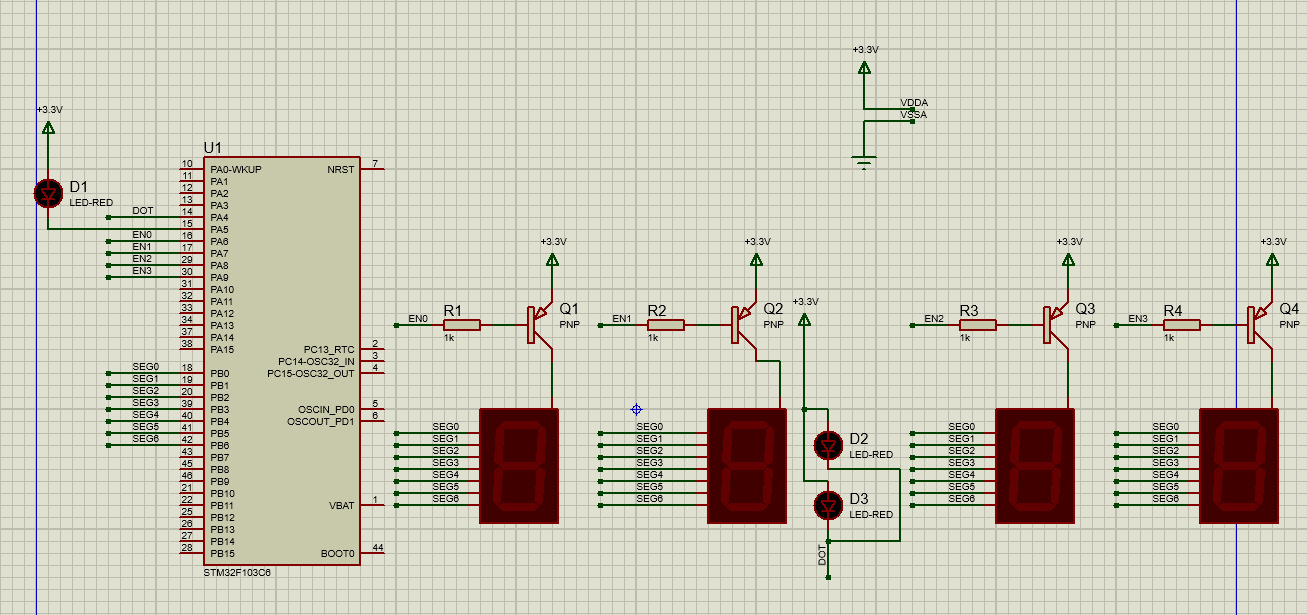 +3.3V
VDDA
VSSA
+3.3V
D1
LED-RED
DOT
EN0
EN1
EN2
EN3
SEG0
SEG1
SEG2
SEG3
SEG4
SEG5
SEG6
U1
10 PA0-WKUP
11 PA1
12 PA2
13 PA3
14 PA4
15 PA5
16 PA6
17 PA7
29 PA8
30 PA9
31 PA10
32 PA11
33 PA12
34 PA13
37 PA14
38 PA15
18 PB0
19 PB1
20 PB2
39 PB3
40 PB4
41 PB5
42 PB6
43 PB7
45 PB8
46 PB9
21 PB10
22 PB11
25 PB12
26 PB13
27 PB14
28 PB15
NRST 7
PC13_RTC 2
PC14-OSC32_IN 3
PC15-OSC32_OUT 4
OSCIN_PD0 5
OSCOUT_PD1 6
VBAT 1
BOOT0 44
STM32F103C6
+3.3V
EN0
R1
1k
Q1
PNP
SEG0
SEG1
SEG2
SEG3
SEG4
SEG5
SEG6
+3.3V
EN1
R2
1k
Q2
PNP
SEG0
SEG1
SEG2
SEG3
SEG4
SEG5
SEG6
+3.3V
D2
LED-RED
D3
LED-RED
DOT
+3.3V
EN2
R3
1k
Q3
PNP
SEG0
SEG1
SEG2
SEG3
SEG4
SEG5
SEG6
+3.3V
EN3
R4
1k
Q4
PNP
SEG0
SEG1
SEG2
SEG3
SEG4
SEG5
SEG6